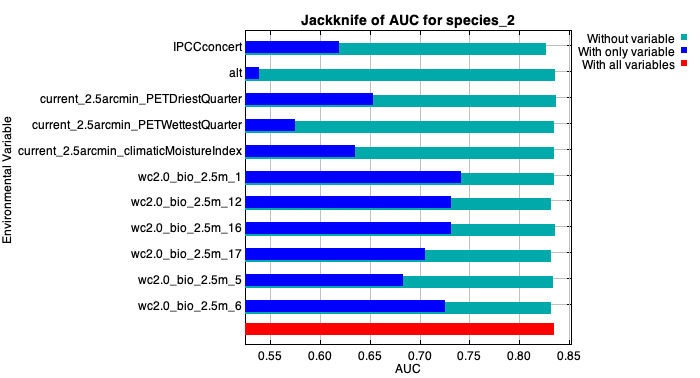 Jackknife of AUC for species_2
Without variable
With only variable
With all variables
Environmental Variable
IPCCconcert
alt
current_2.5arcmin_PETDriestQuarter
current_2.5arcmin_PETWettestQuarter
current_2.5arcmin_climaticMoistureIndex
wc2.0_bio_2.5m_1
wc2.0_bio_2.5m_12
wc2.0_bio_2.5m_16
wc2.0_bio_2.5m_17
wc2.0_bio_2.5m_5
wc2.0_bio_2.5m_6
0.55 0.60 0.65 0.70 0.75 0.80 0.85
AUC